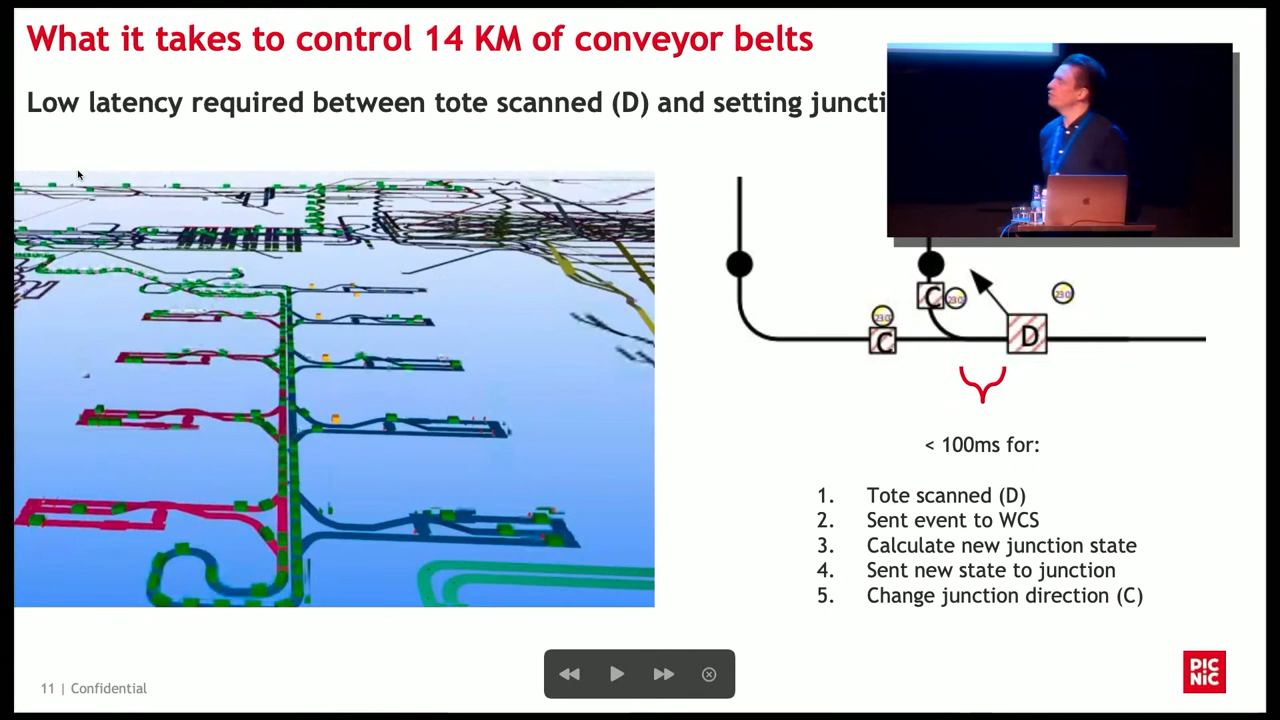 What it takes to control 14 KM of conveyor belts
Low latency required between tote scanned (D) and setting juncti
C
C
D
< 100ms for:
1. Tote scanned (D)
2. Sent event to WCS
3. Calculate new junction state
4. Sent new state to junction
5. Change junction direction (C)
11 | Confidential
PIC
NIC